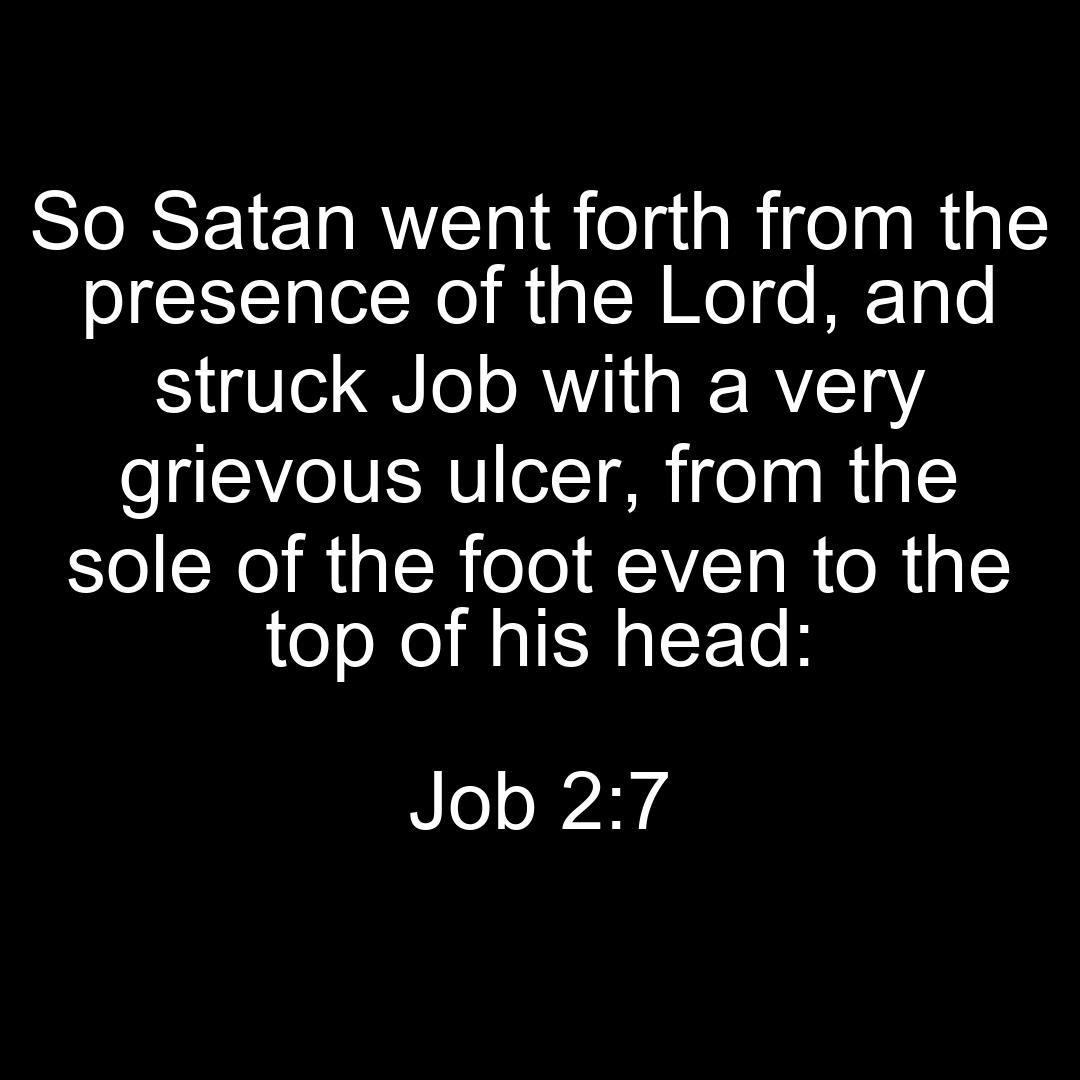 So Satan went forth from the
presence of the Lord, and
struck Job with a very
grievous ulcer, from the
sole of the foot even to the
top of his head:
Job 2:7